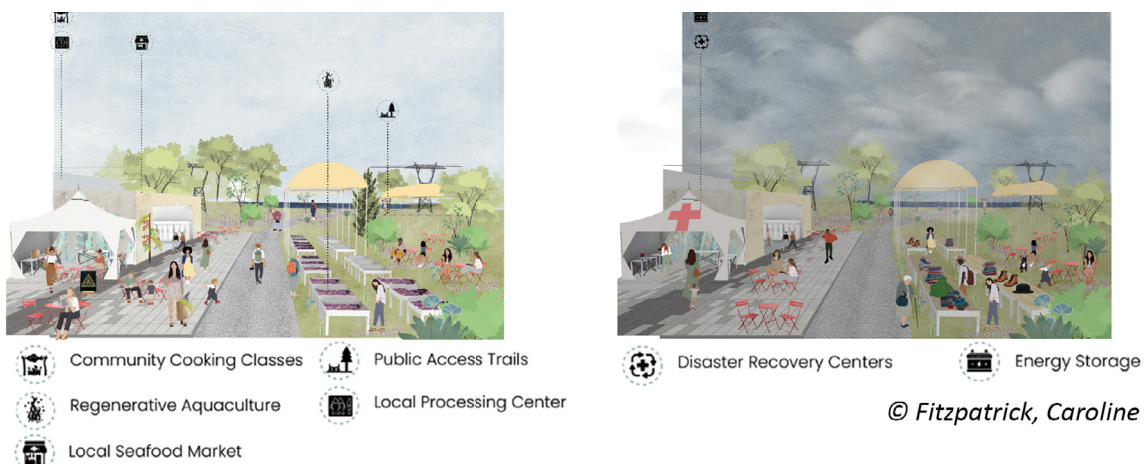 Community Cooking Classes
Public Access Trails
Regenerative Aquaculture
Local Processing Center
Local Seafood Market
Disaster Recovery Centers
Energy Storage
© Fitzpatrick, Caroline